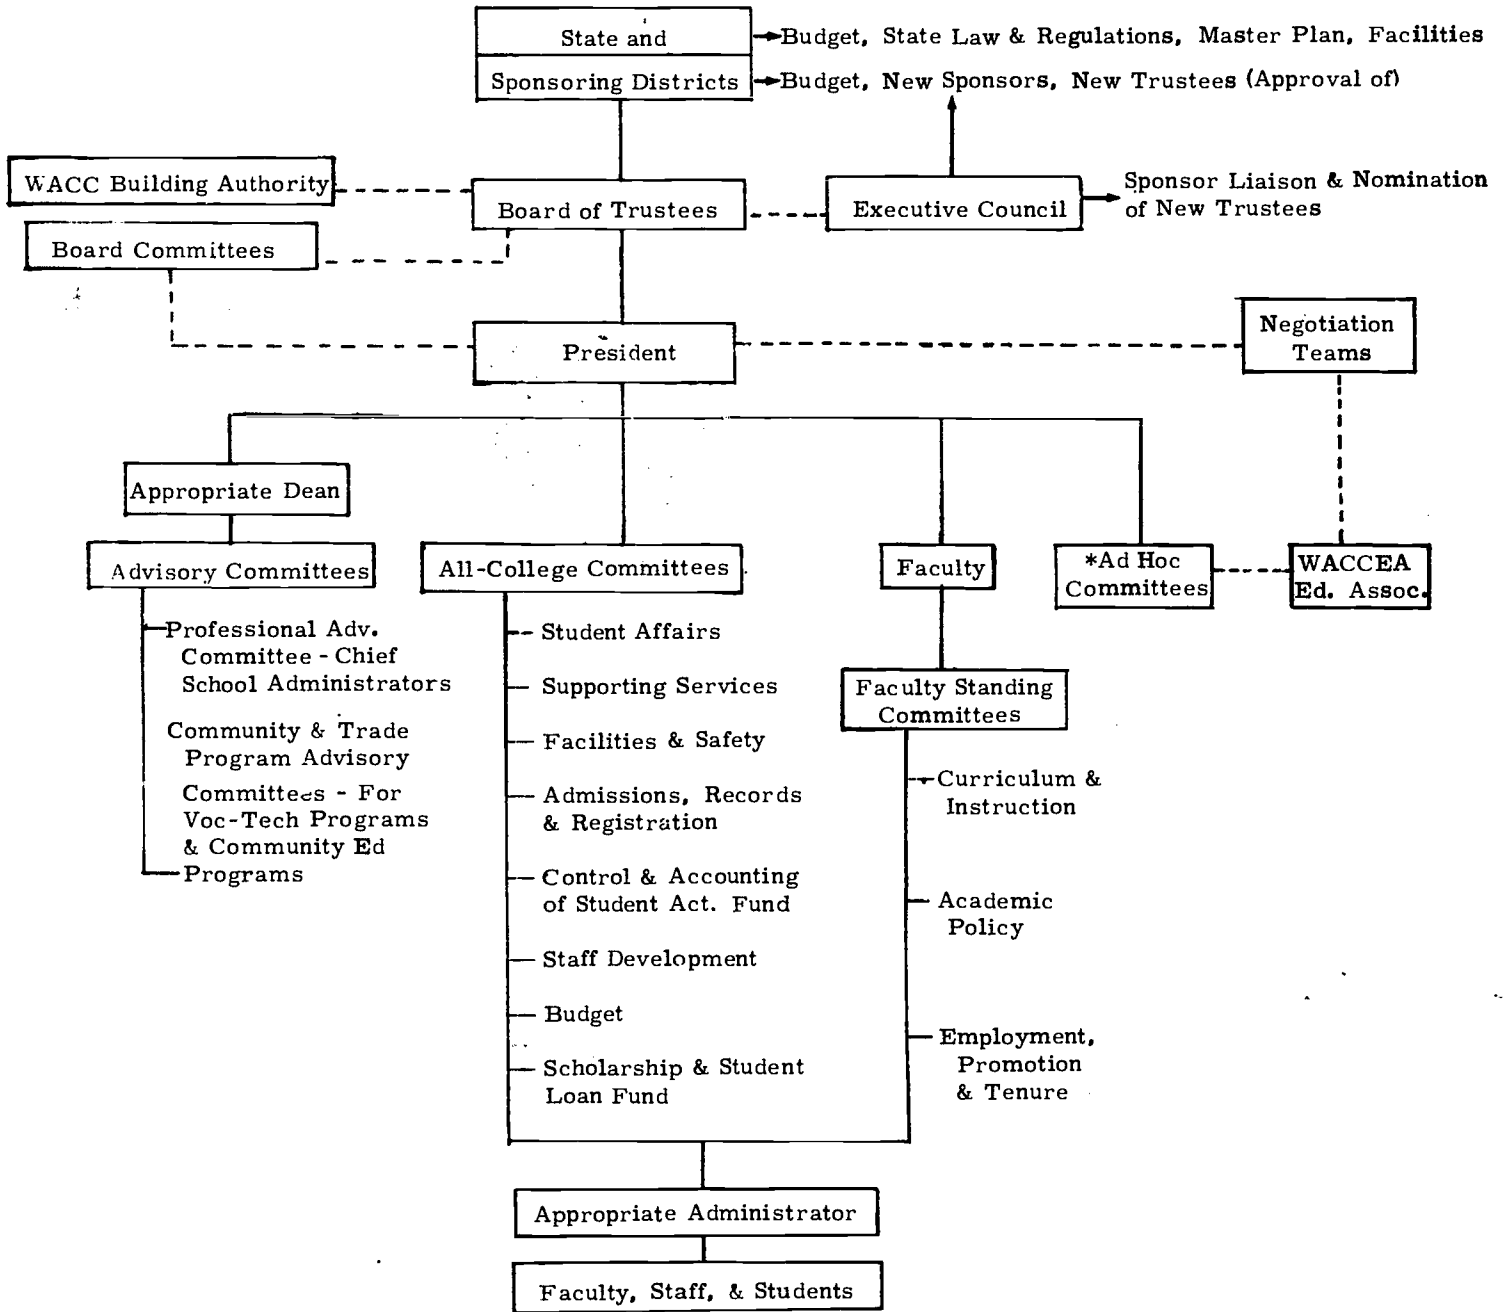 State and
Budget, State Law & Regulations, Master Plan, Facilities
Sponsoring Districts
Budget, New Sponsors, New Trustees (Approval of)
WACC Building Authority
Board of Trustees
Executive Council
Sponsor Liaison & Nomination
of New Trustees
Board Committees
President
Negotiation
Teams
Appropriate Dean
Advisory Committees
All-College Committees
Faculty
*Ad Hoc
Committees
WACCEA
Ed. Assoc.
Professional Adv.
Committee - Chief
School Administrators
Community & Trade
Program Advisory
Committees - For
Voc-Tech Programs
& Community Ed
Programs
Student Affairs
Supporting Services
Facilities & Safety
Admissions, Records
& Registration
Control & Accounting
of Student Act. Fund
Staff Development
Budget
Scholarship & Student
Loan Fund
Faculty Standing
Committees
Curriculum &
Instruction
Academic
Policy
Employment,
Promotion
& Tenure
Appropriate Administrator
Faculty, Staff, & Students